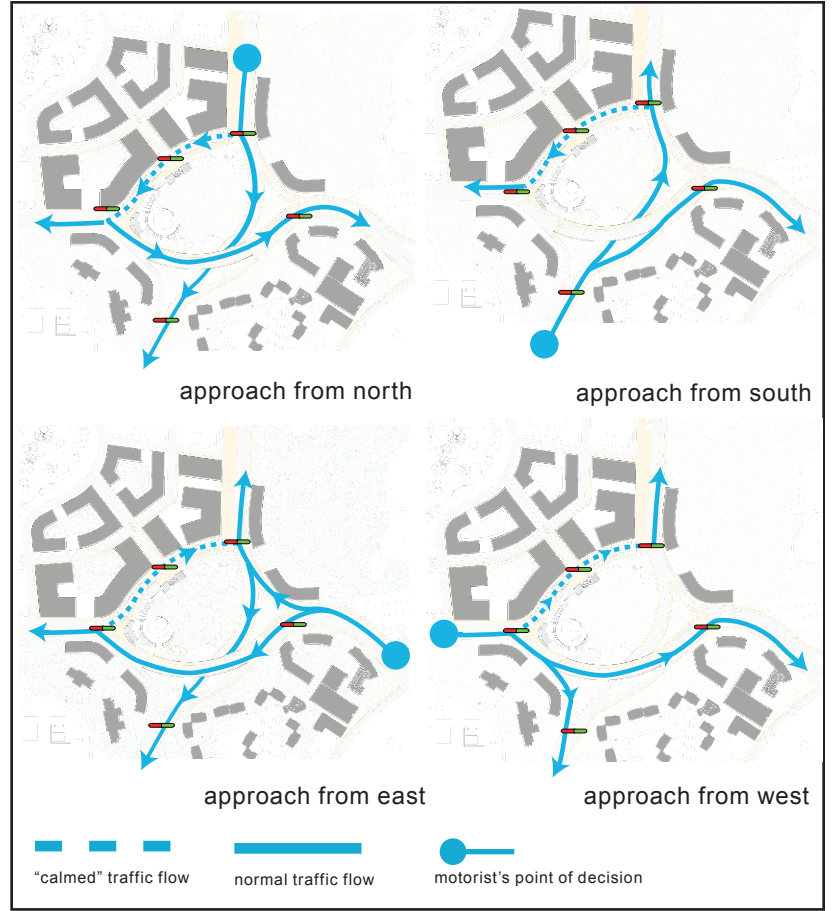 approach from north
approach from south
approach from east
approach from west
“calmed” traffic flow
normal traffic flow
motorist’s point of decision